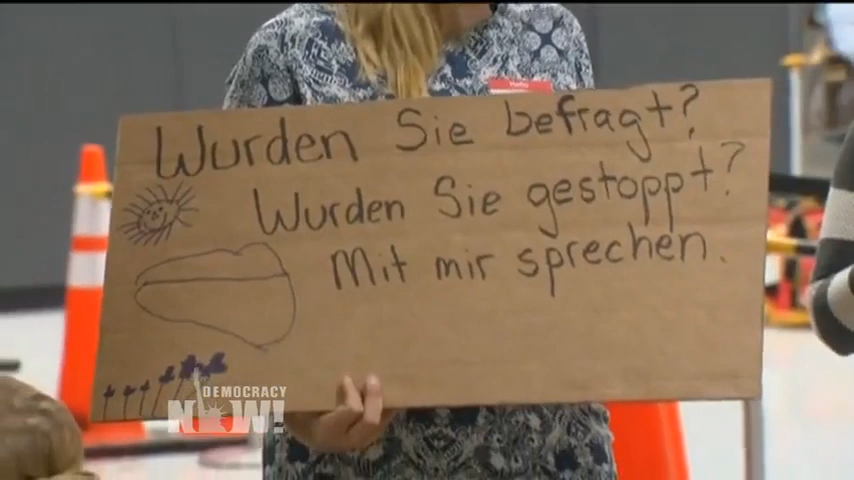 Wurden Sie befragt?
Wurden Sie gestoppt?
Mit mir sprechen.
DEMOCRACY
NOW!